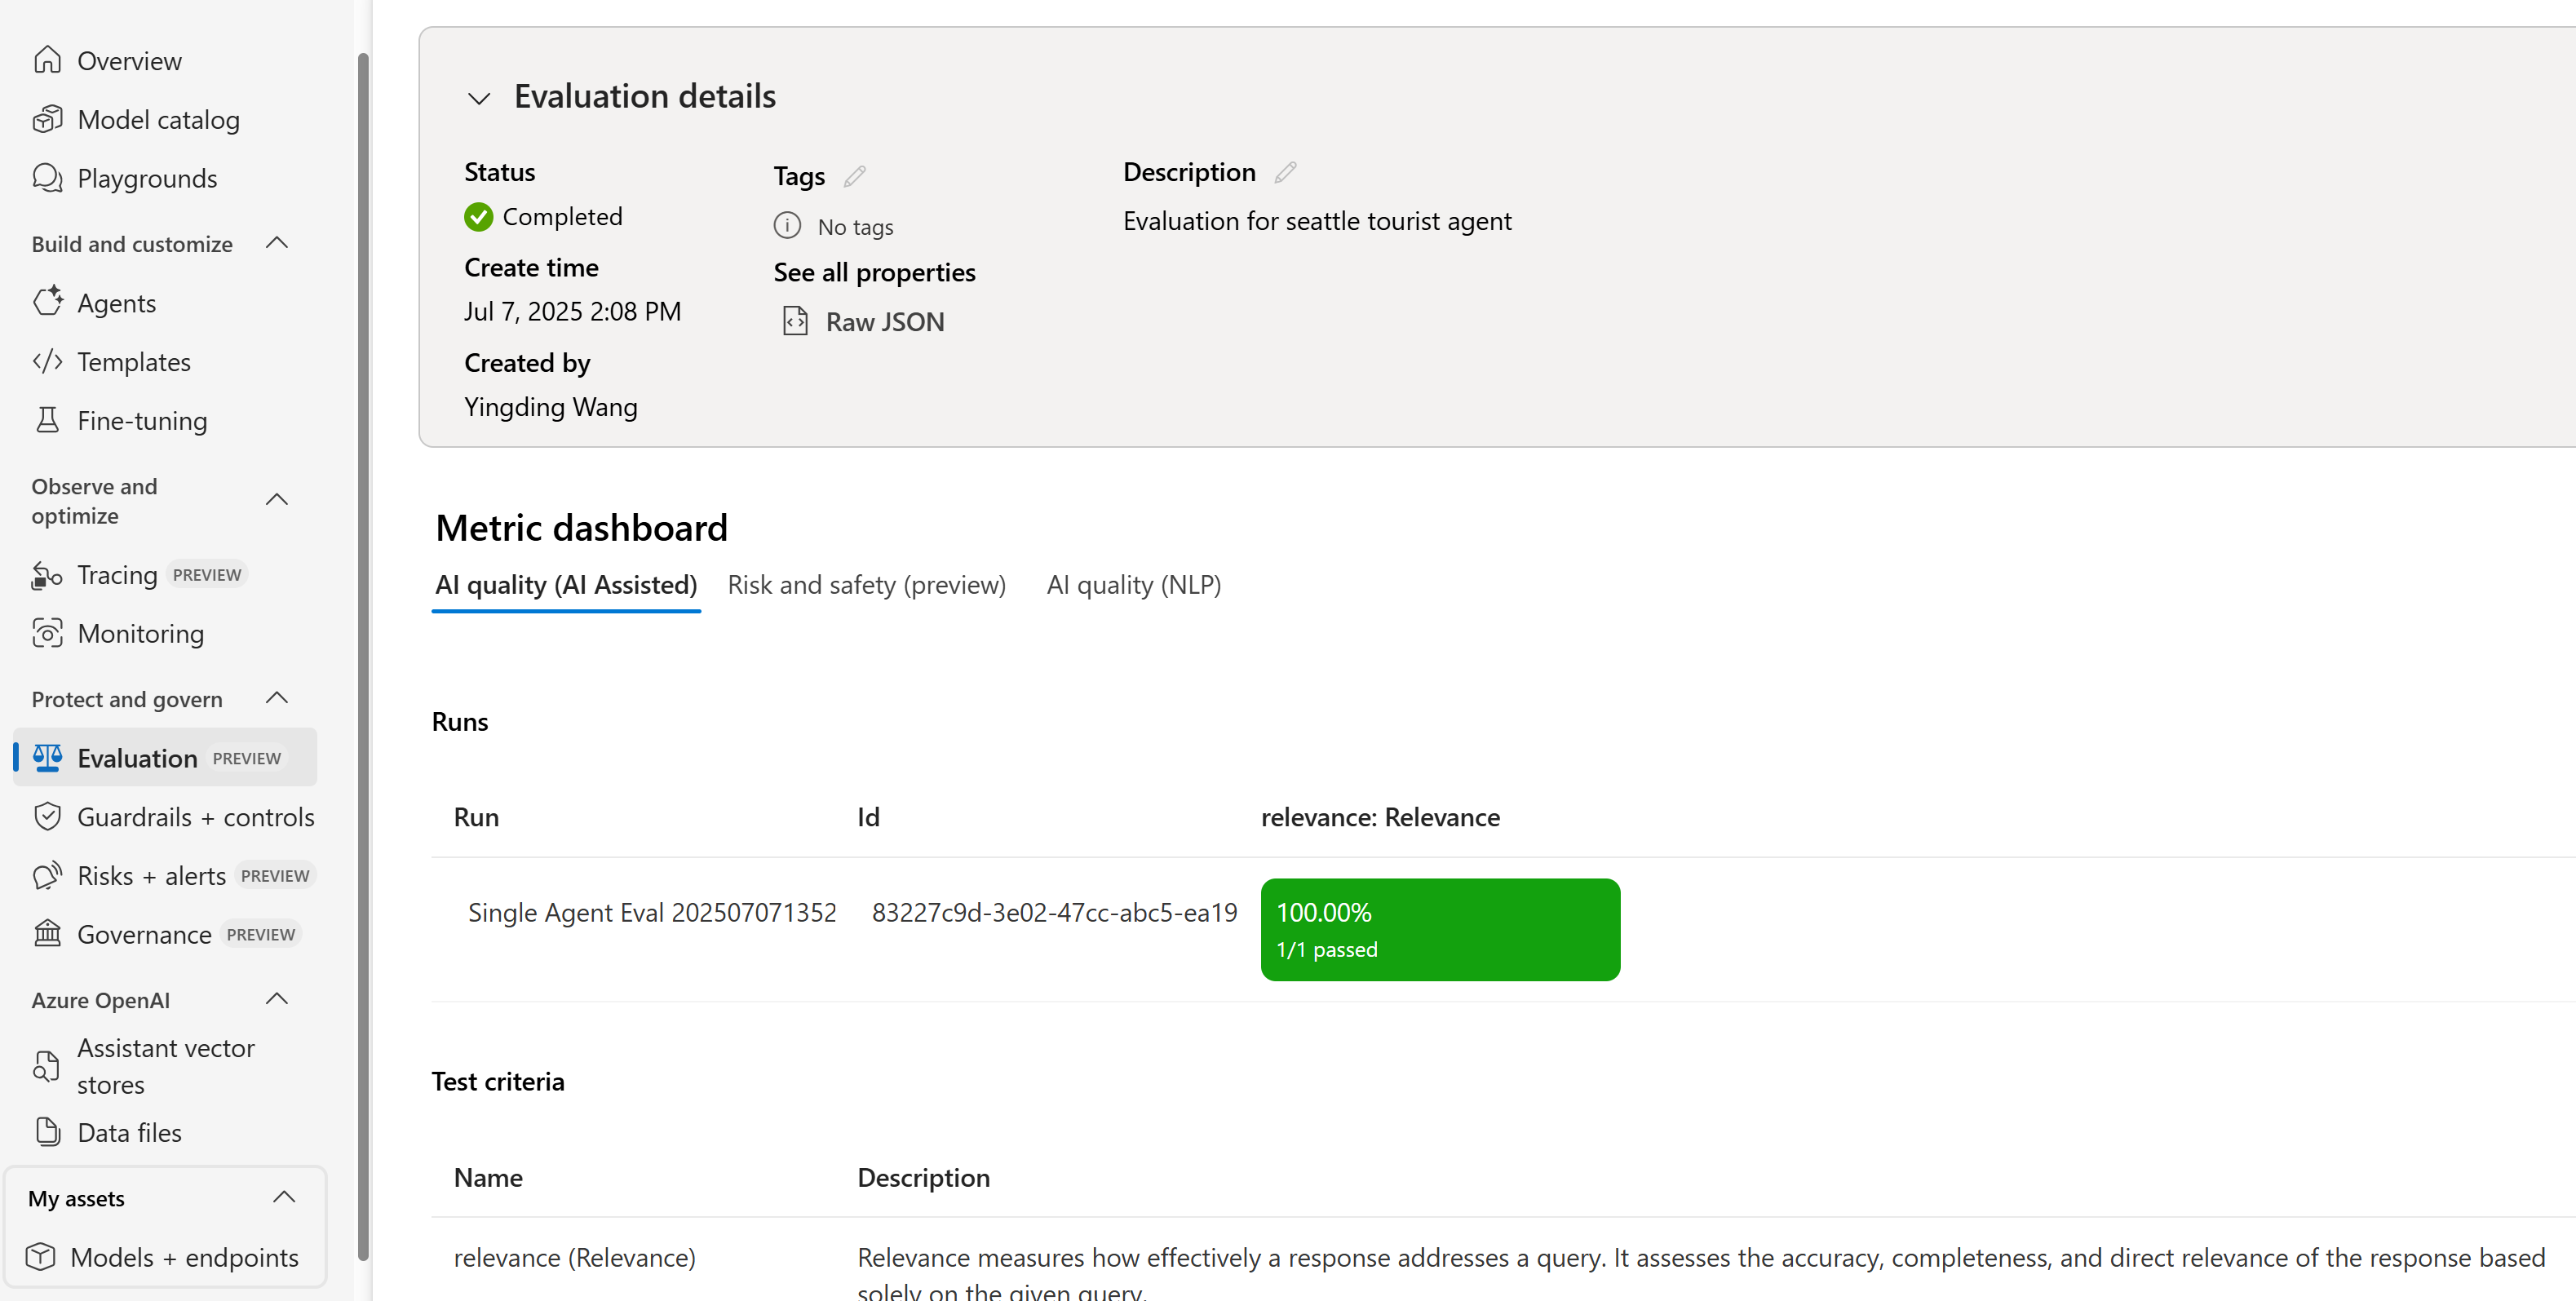 Overview
Model catalog
Playgrounds
Build and customize
Agents
Templates
Fine-tuning
Observe and
optimize
Tracing PREVIEW
Monitoring
Protect and govern
Evaluation PREVIEW
Guardrails + controls
Risks + alerts PREVIEW
Governance PREVIEW
Azure OpenAI
Assistant vector
stores
Data files
My assets
Models + endpoints
Evaluation details
Status
Completed
Create time
Jul 7, 2025 2:08 PM
Created by
Yingding Wang
Tags
No tags
See all properties
Raw JSON
Description
Evaluation for seattle tourist agent
Metric dashboard
AI quality (AI Assisted) Risk and safety (preview) AI quality (NLP)
Runs
Run Id relevance: Relevance
Single Agent Eval 202507071352 83227c9d-3e02-47cc-abc5-ea19 100.00%
1/1 passed
Test criteria
Name Description
relevance (Relevance) Relevance measures how effectively a response addresses a query. It assesses the accuracy, completeness, and direct relevance of the response based
solely on the given query.